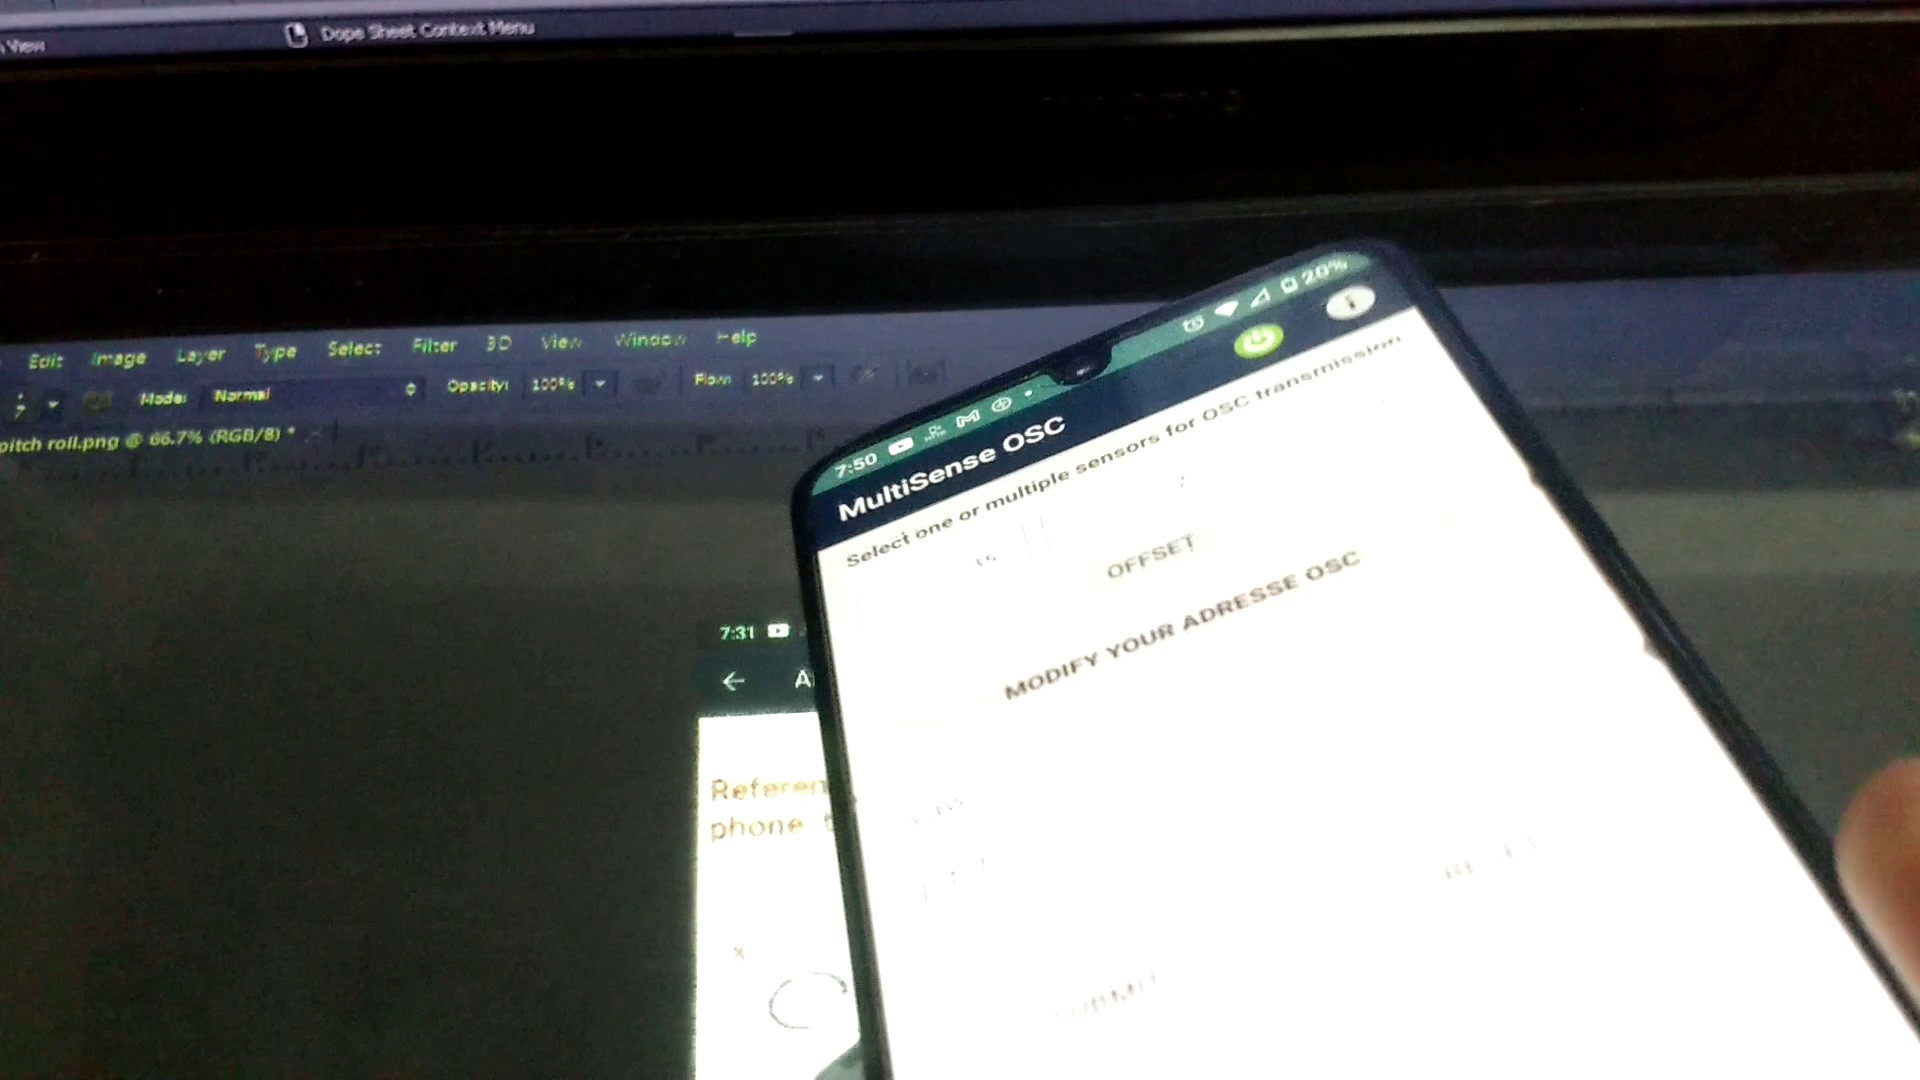 View
Dope Sheet Context Menu
Edit Image Layer Type Select Filter 3D View Window Help
Mode: Normal Opacity: 100% Flow: 100%
pitch roll.png @ 66.7% (RGB/8) *
7:50 20%
MultiSense OSC
Select one or multiple sensors for OSC transmission
OFFSET
MODIFY YOUR ADRESSE OSC
7:31
Referen
phone
x